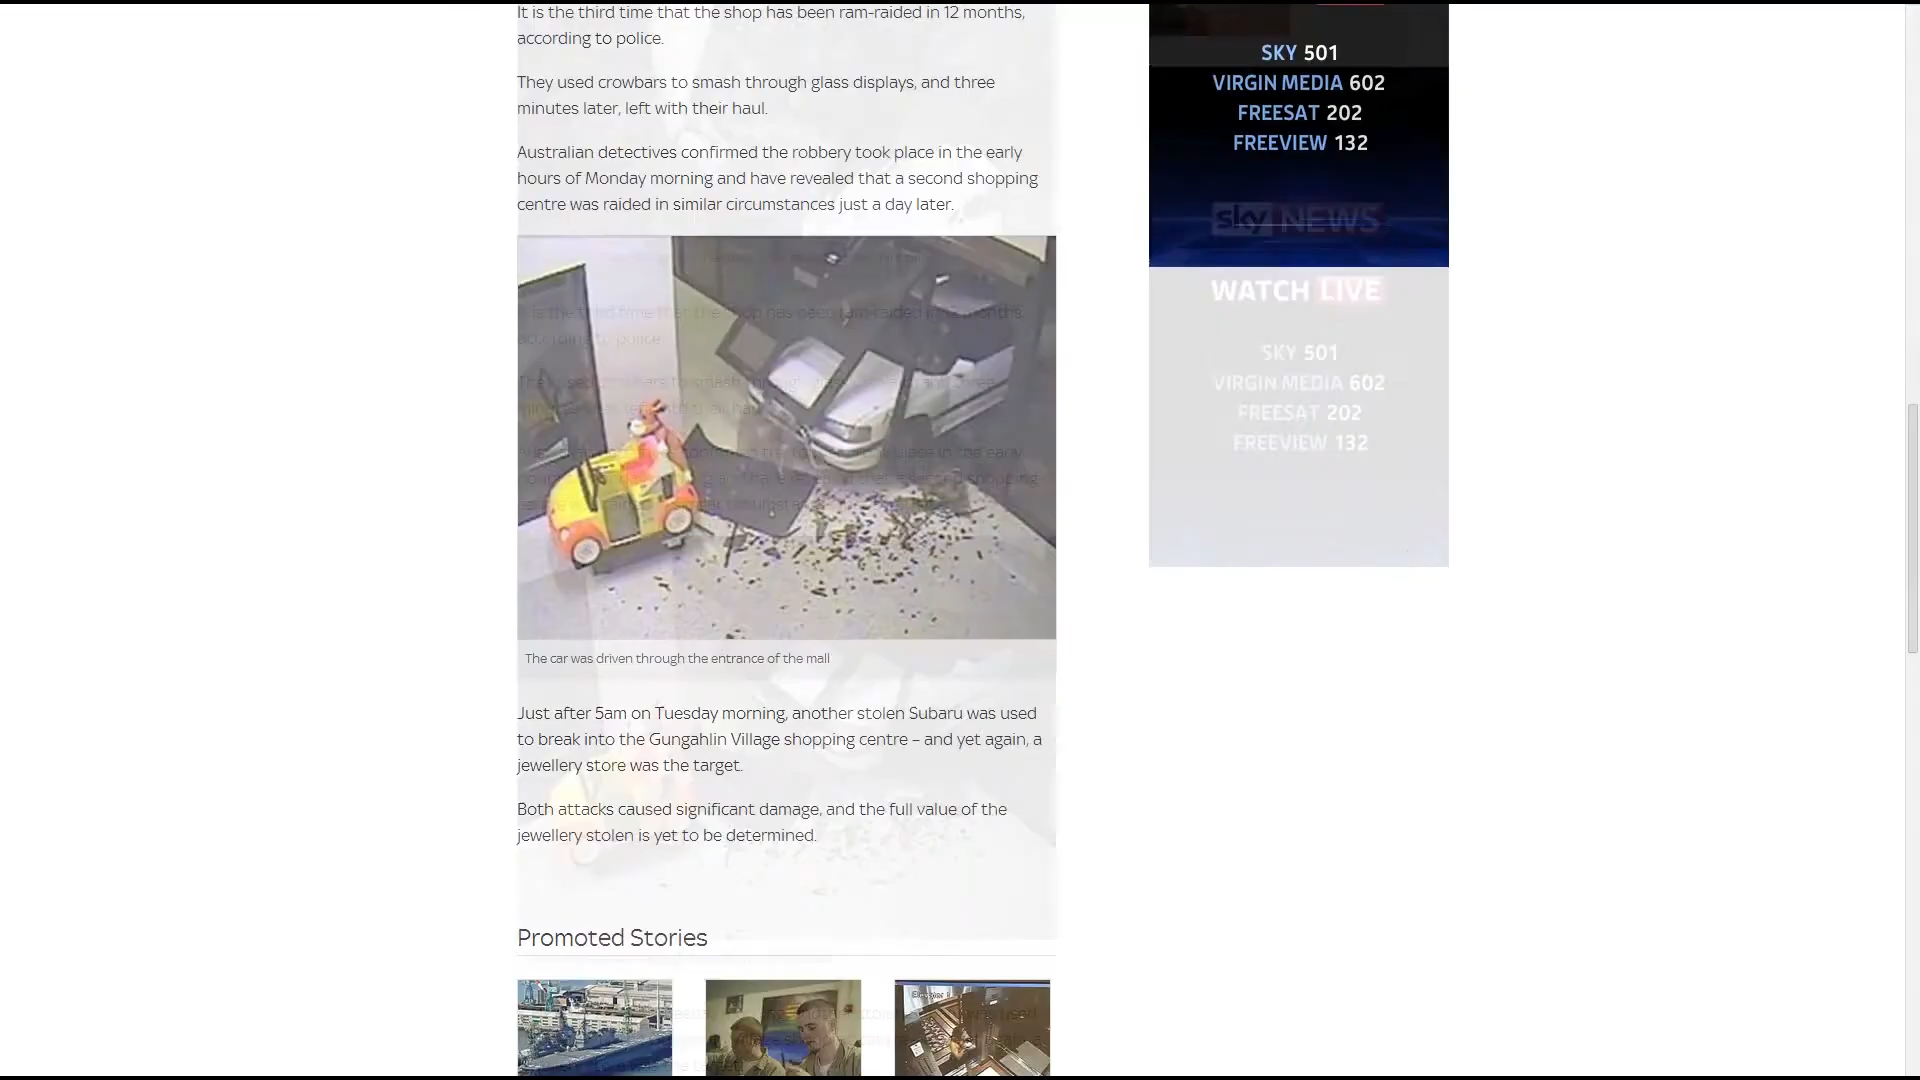 It is the third time that the shop has been ram-raided in 12 months,
according to police.
They used crowbars to smash through glass displays, and three
minutes later, left with their haul.
Australian detectives confirmed the robbery took place in the early
hours of Monday morning and have revealed that a second shopping
centre was raided in similar circumstances just a day later.
The car was driven through the entrance of the mall
Just after 5am on Tuesday morning, another stolen Subaru was used
to break into the Gungahlin Village shopping centre – and yet again, a
jewellery store was the target.
Both attacks caused significant damage, and the full value of the
jewellery stolen is yet to be determined.
Promoted Stories
SKY 501
VIRGIN MEDIA 602
FREESAT 202
FREEVIEW 132
sky NEWS
WATCH LIVE
SKY 501
VIRGIN MEDIA 602
FREESAT 202
FREEVIEW 132